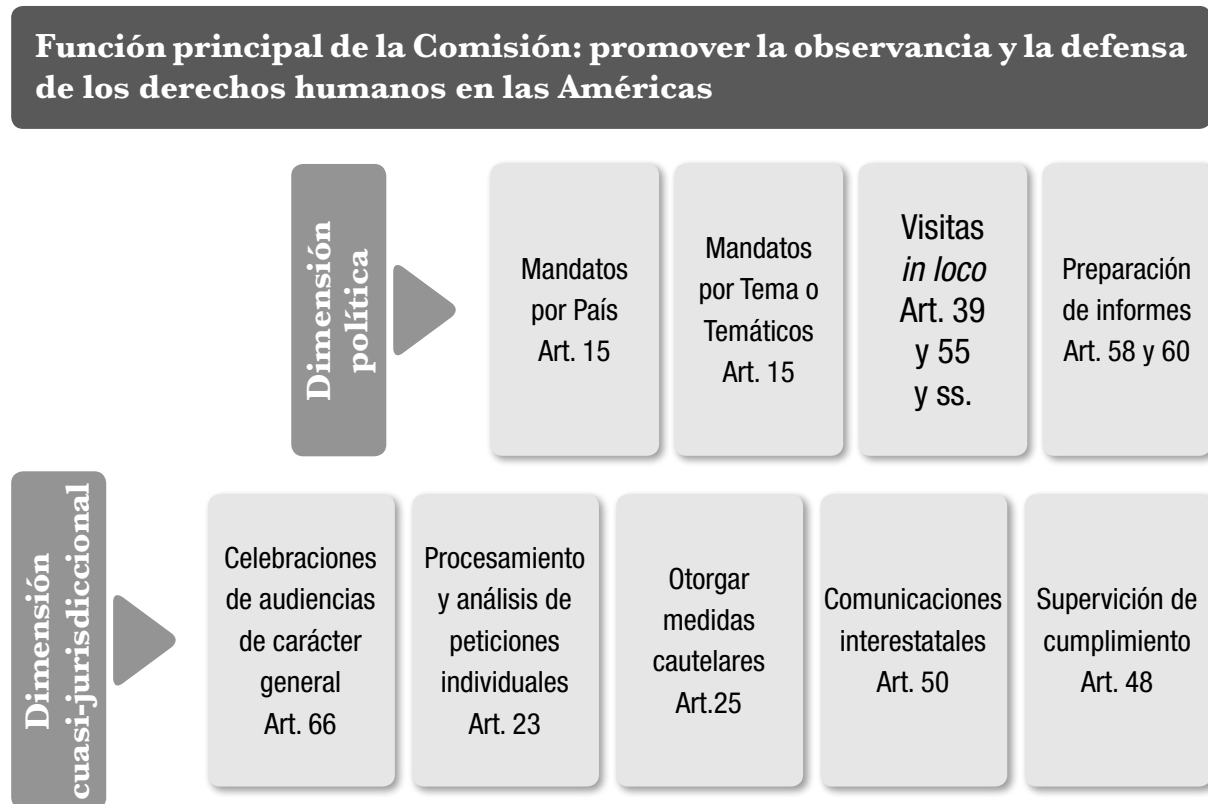 Función principal de la Comisión: promover la observancia y la defensa
de los derechos humanos en las Américas
Dimensión
política
Mandatos
por País
Art. 15
Mandatos
por Tema o
Temáticos
Art. 15
Visitas
in loco
Art. 39
y 55
y ss.
Preparación
de informes
Art. 58 y 60
Dimensión
cuasi-jurisdiccional
Celebraciones
de audiencias
de carácter
general
Art. 66
Procesamiento
y análisis de
peticiones
individuales
Art. 23
Otorgar
medidas
cautelares
Art.25
Comunicaciones
interestatales
Art. 50
Supervición de
cumplimiento
Art. 48